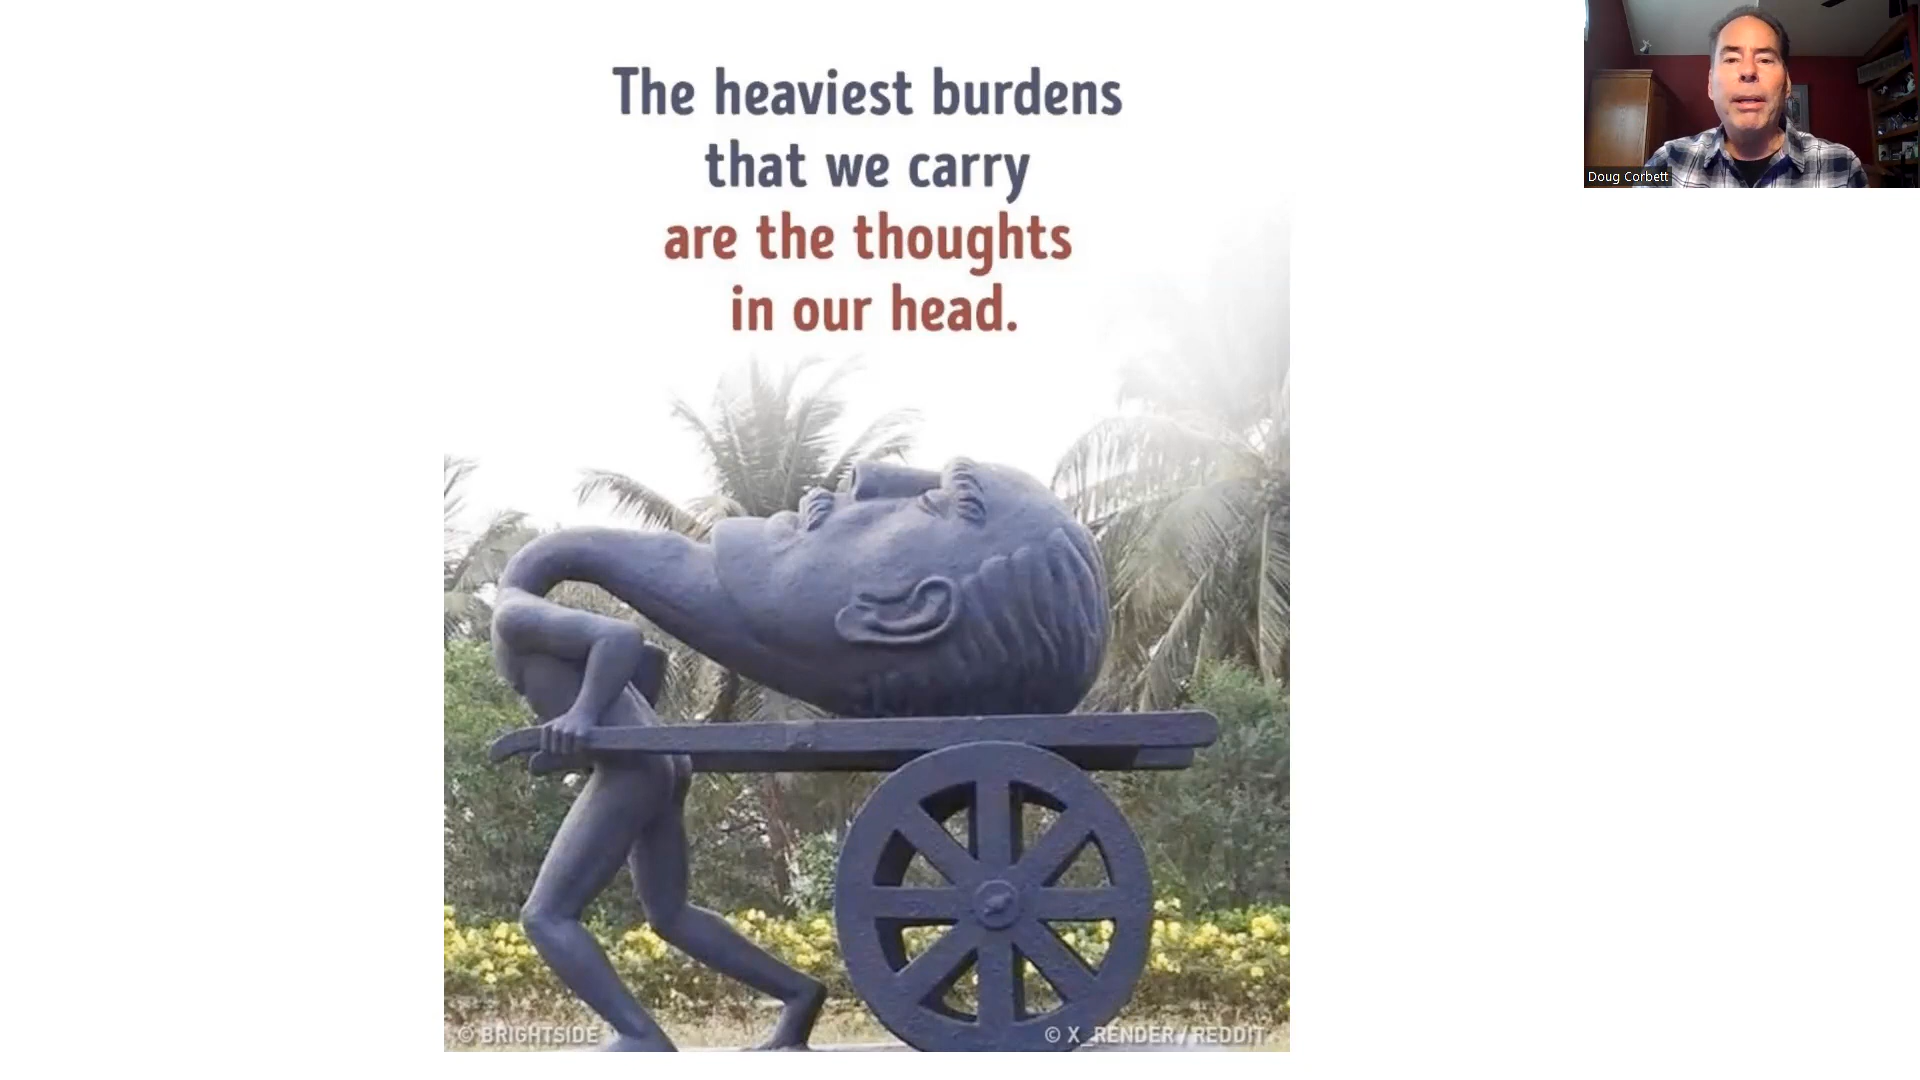 The heaviest burdens
that we carry
are the thoughts
in our head.
Doug Corbett
© BRIGHTSIDE
© X_RENDER / REDDIT